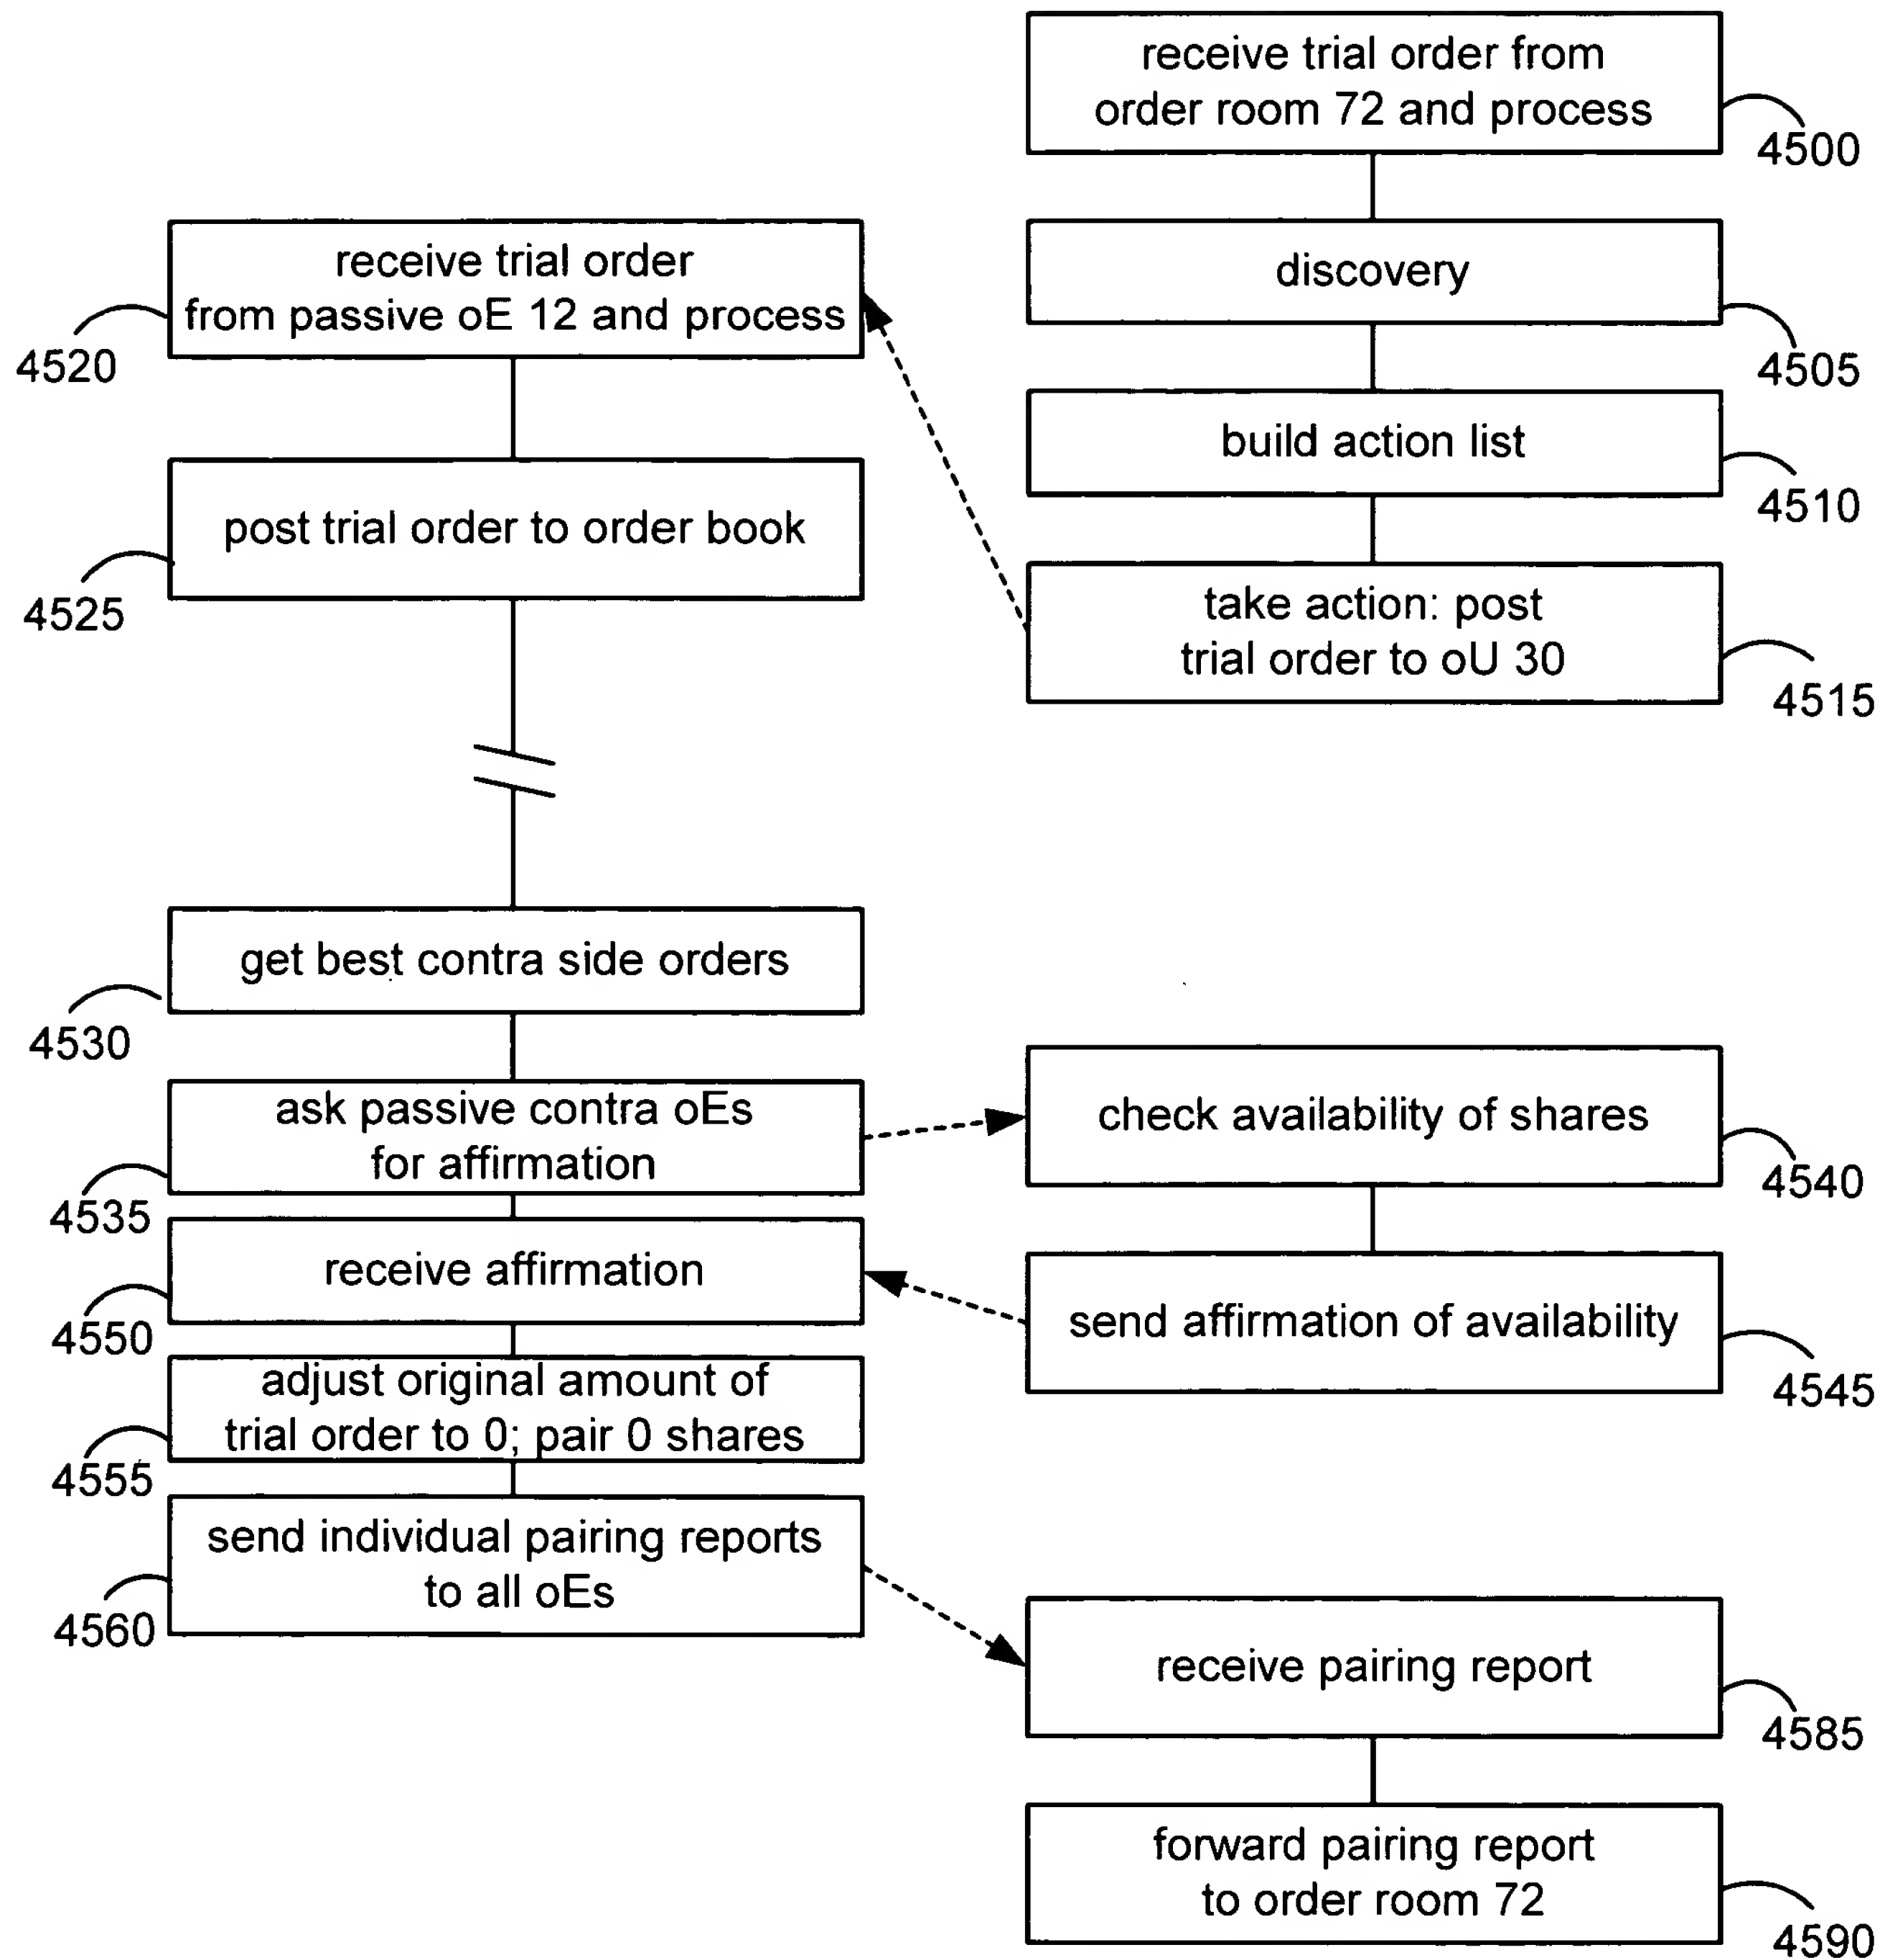 receive trial order from
order room 72 and process
4500
discovery
4505
build action list
4510
take action: post
trial order to oU 30
4515
receive trial order
from passive oE 12 and process
4520
post trial order to order book
4525
get best contra side orders
4530
ask passive contra oEs
for affirmation
4535
check availability of shares
4540
send affirmation of availability
4545
receive affirmation
4550
adjust original amount of
trial order to 0; pair 0 shares
4555
send individual pairing reports
to all oEs
4560
receive pairing report
4585
forward pairing report
to order room 72
4590